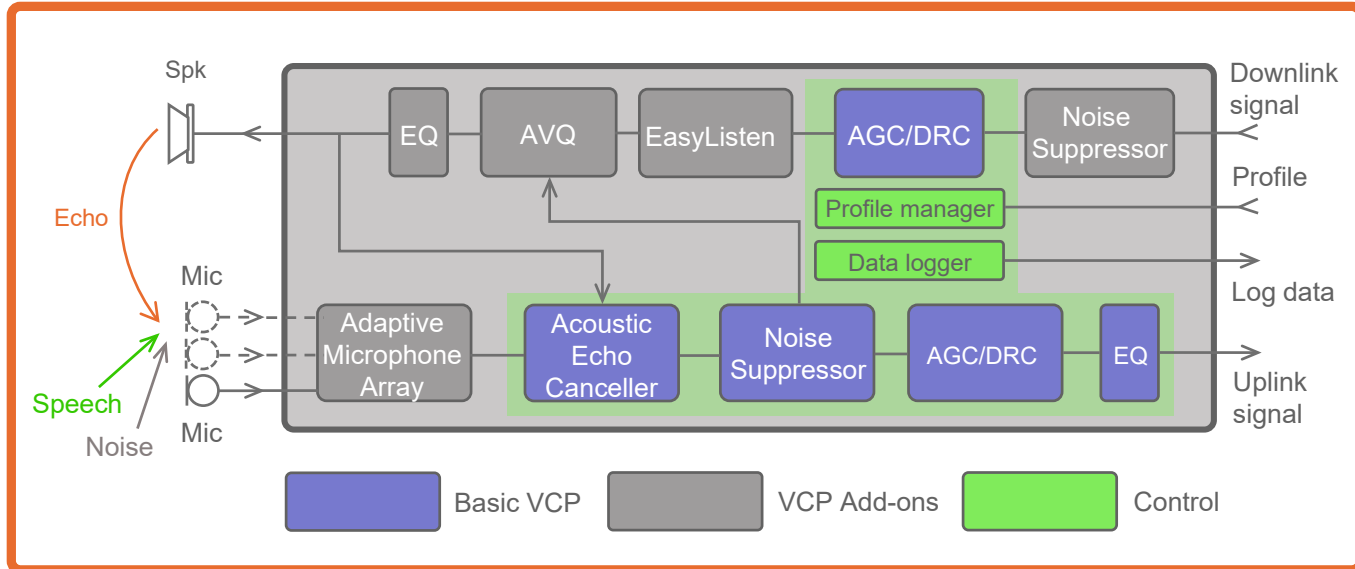 Spk
Downlink
signal
EQ
AVQ
EasyListen
AGC/DRC
Noise
Suppressor
Profile
Profile manager
Echo
Data logger
Log data
Mic
Adaptive
Microphone
Array
Acoustic
Echo
Canceller
Noise
Suppressor
AGC/DRC
EQ
Uplink
signal
Speech
Noise
Mic
Basic VCP
VCP Add-ons
Control